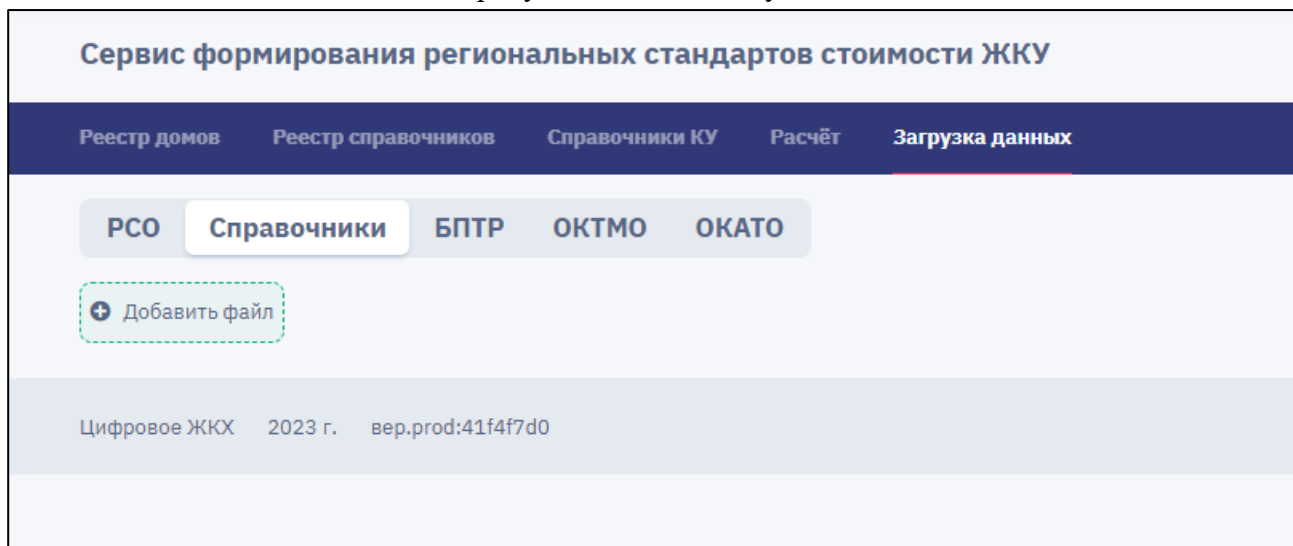 Сервис формирования региональных стандартов стоимости ЖКУ
Реестр домов Реестр справочников Справочники КУ Расчёт Загрузка данных
РСО Справочники БПТР ОКТМО ОКАТО
Добавить файл
Цифровое ЖКХ 2023 г. вер.prod:41f4f7d0